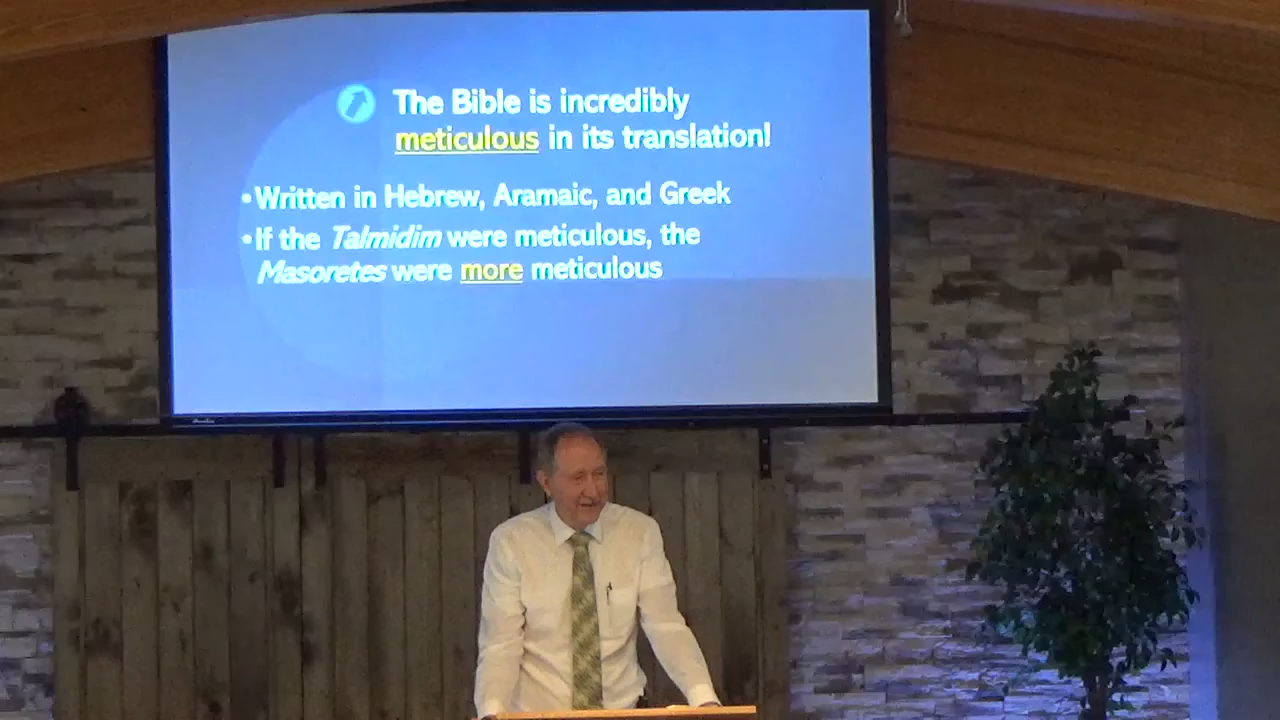 7 The Bible is incredibly
meticulous in its translation!
•Written in Hebrew, Aramaic, and Greek
•If the Talmidim were meticulous, the
Masoretes were more meticulous